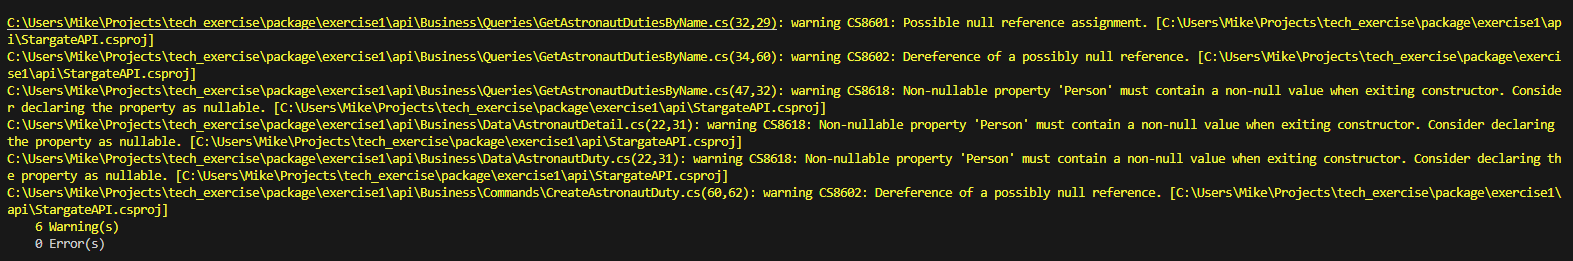 C:\Users\Mike\Projects\tech_exercise\package\exercise1\api\Business\Queries\GetAstronautDutiesByName.cs(32,29): warning CS8601: Possible null reference assignment. [C:\Users\Mike\Projects\tech_exercise\package\exercise1\ap
i\StargateAPI.csproj]
C:\Users\Mike\Projects\tech_exercise\package\exercise1\api\Business\Queries\GetAstronautDutiesByName.cs(34,60): warning CS8602: Dereference of a possibly null reference. [C:\Users\Mike\Projects\tech_exercise\package\exerci
se1\api\StargateAPI.csproj]
C:\Users\Mike\Projects\tech_exercise\package\exercise1\api\Business\Queries\GetAstronautDutiesByName.cs(47,32): warning CS8618: Non-nullable property 'Person' must contain a non-null value when exiting constructor. Conside
r declaring the property as nullable. [C:\Users\Mike\Projects\tech_exercise\package\exercise1\api\StargateAPI.csproj]
C:\Users\Mike\Projects\tech_exercise\package\exercise1\api\Business\Data\AstronautDetail.cs(22,31): warning CS8618: Non-nullable property 'Person' must contain a non-null value when exiting constructor. Consider declaring
the property as nullable. [C:\Users\Mike\Projects\tech_exercise\package\exercise1\api\StargateAPI.csproj]
C:\Users\Mike\Projects\tech_exercise\package\exercise1\api\Business\Data\AstronautDuty.cs(22,31): warning CS8618: Non-nullable property 'Person' must contain a non-null value when exiting constructor. Consider declaring th
e property as nullable. [C:\Users\Mike\Projects\tech_exercise\package\exercise1\api\StargateAPI.csproj]
C:\Users\Mike\Projects\tech_exercise\package\exercise1\api\Business\Commands\CreateAstronautDuty.cs(60,62): warning CS8602: Dereference of a possibly null reference. [C:\Users\Mike\Projects\tech_exercise\package\exercise1\
api\StargateAPI.csproj]
6 Warning(s)
0 Error(s)